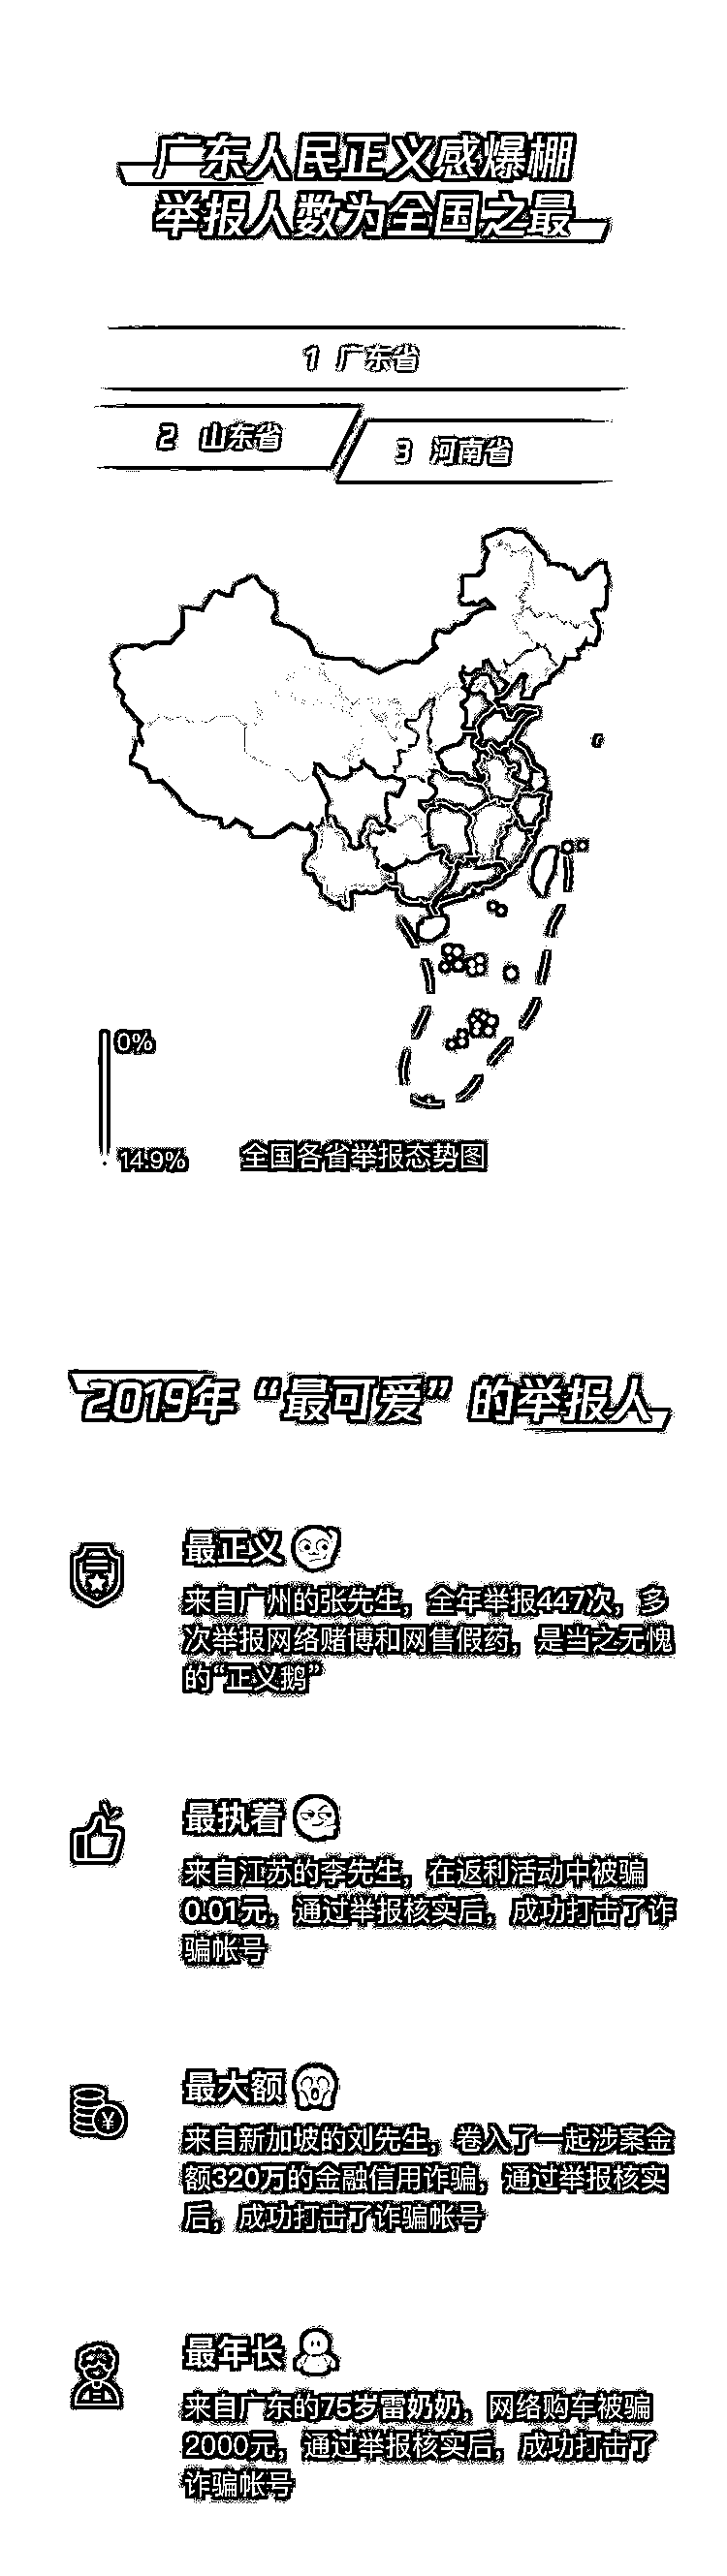 广东人民正义感爆棚
举报人数为全国之最
1 广东省
2 山东省
3 河南省
0%
14.9%
全国各省举报态势图
2019年“最可爱”的举报人
最正义
来自广州的张先生，全年举报447次，多
次举报网络赌博和网售假药，是当之无愧
的“正义鹅”
最执着
来自江苏的李先生，在返利活动中被骗
0.01元，通过举报核实后，成功打击了诈
骗帐号
最大额
来自新加坡的刘先生，卷入了一起涉案金
额320万的金融信用诈骗，通过举报核实
后，成功打击了诈骗帐号
最年长
来自广东的75岁雷奶奶，网络购车被骗
2000元，通过举报核实后，成功打击了
诈骗帐号